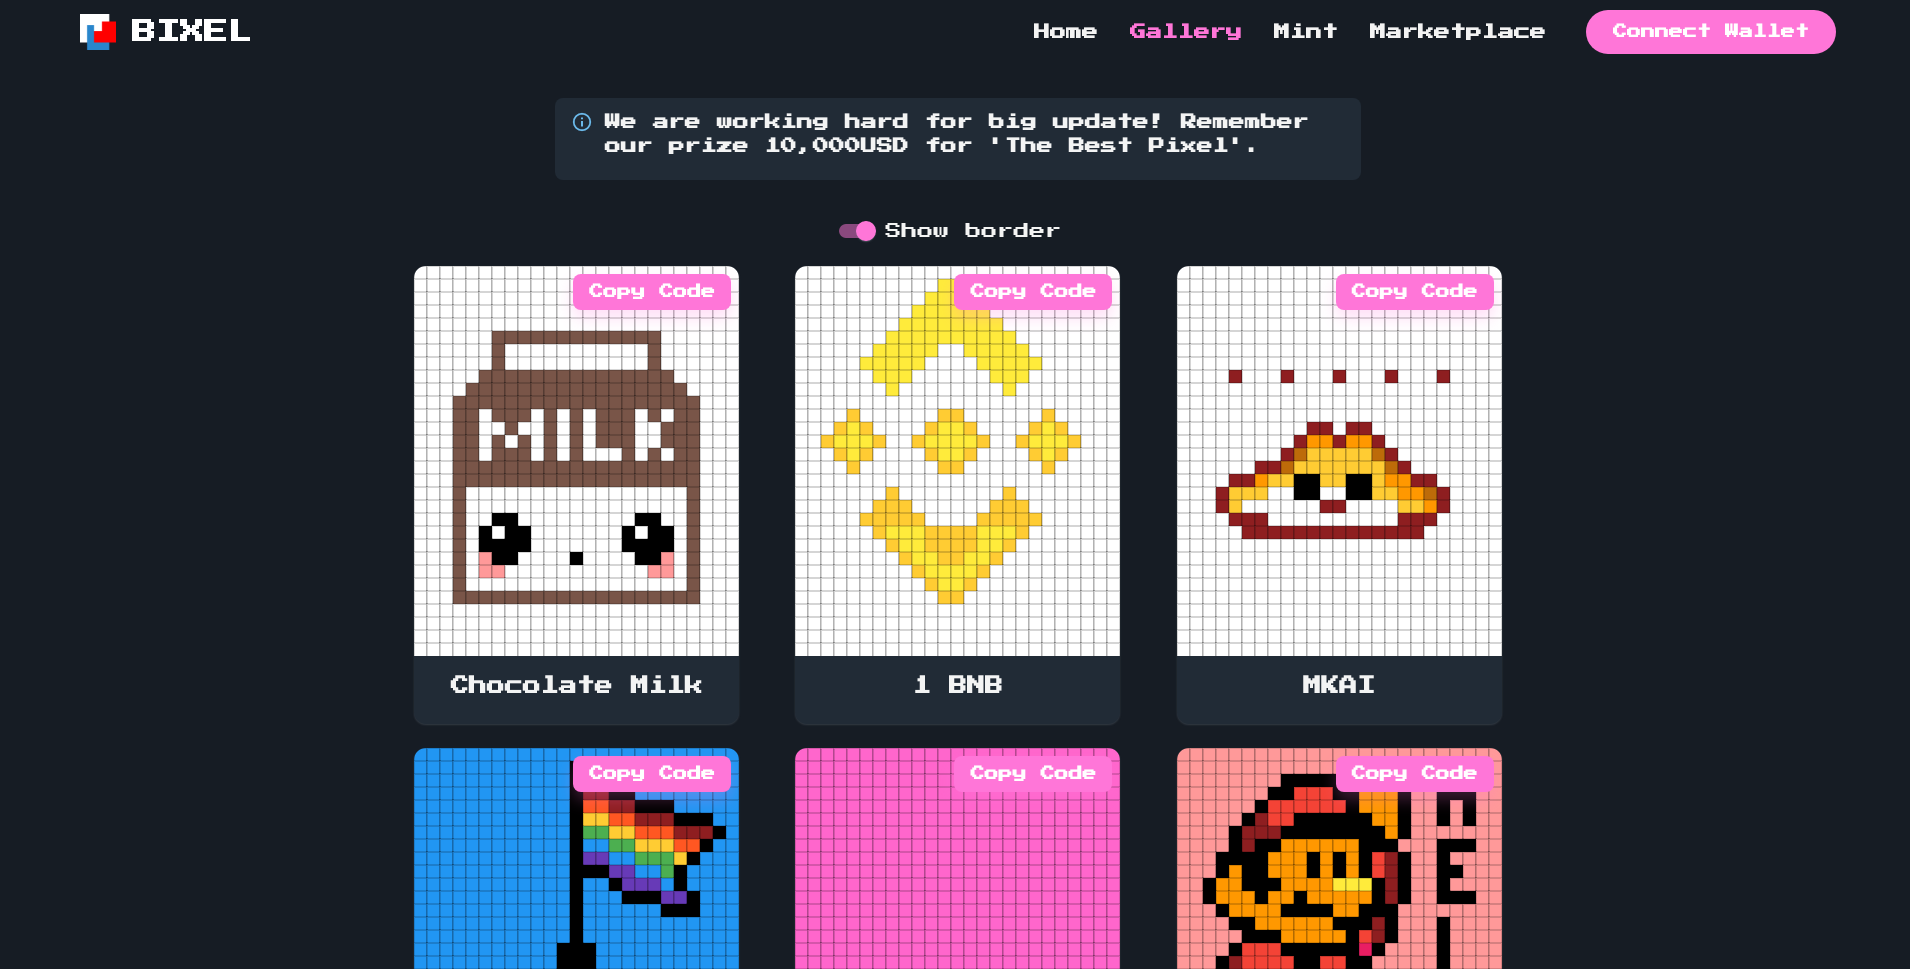 BIXEL
Home Gallery Mint Marketplace Connect Wallet
We are working hard for big update! Remember
our prize 10,000USD for 'The Best Pixel'.
Show border
Copy Code Copy Code Copy Code
MILK
Chocolate Milk 1 BNB MKAI
Copy Code Copy Code Copy Code